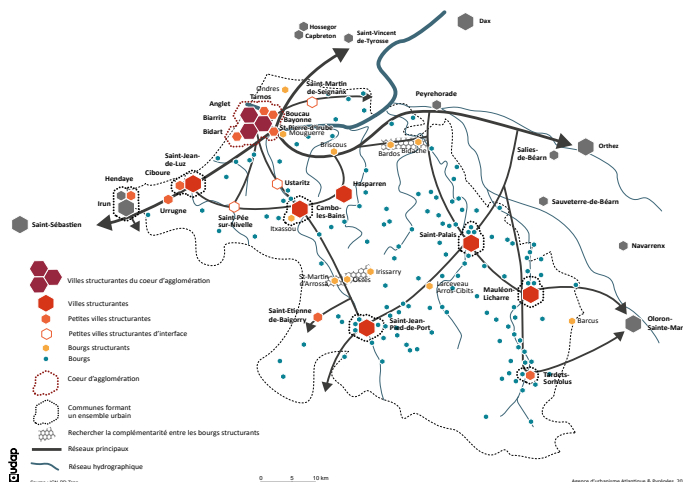 Hossegor
Capbreton
Saint-Vincent
de-Tyrosse
Dax
Ondres
Tarnos
Saint-Martin
de-Seignanx
Anglet
Biarritz
Bidart
Boucau
Bayonne
St-Pierre-d'Irube
Mouguerre
Peyrehorade
Briscous
Bardos
Bidache
Salies-
de-Béarn
Orthez
Saint-Jean-
de-Luz
Ciboure
Hendaye
Irun
Urrugne
Saint-Sébastien
Ustaritz
Saint-Pée
sur-Nivelle
Cambo-
les-Bains
Itxassou
Hasparren
Sauveterre-de-Béarn
Saint-Palais
Navarrenx
St-Martin
d'Arrossa
Ossès
Irissarry
Larceveau
Arros-Cibits
Mauléon-
Licharre
Saint-Etienne
de-Baigorry
Saint-Jean-
Pied-de-Port
Barcus
Oloron-
Sainte-Mar
Tardets-
Sorholus
Villes structurantes du coeur d'agglomération
Villes structurantes
Petites villes structurantes
Petites villes structurantes d'interface
Bourgs structurants
Bourgs
Coeur d'agglomération
Communes formant
un ensemble urbain
Rechercher la complémentarité entre les bourgs structurants
Réseaux principaux
Réseau hydrographique
audap
0 5 10 km